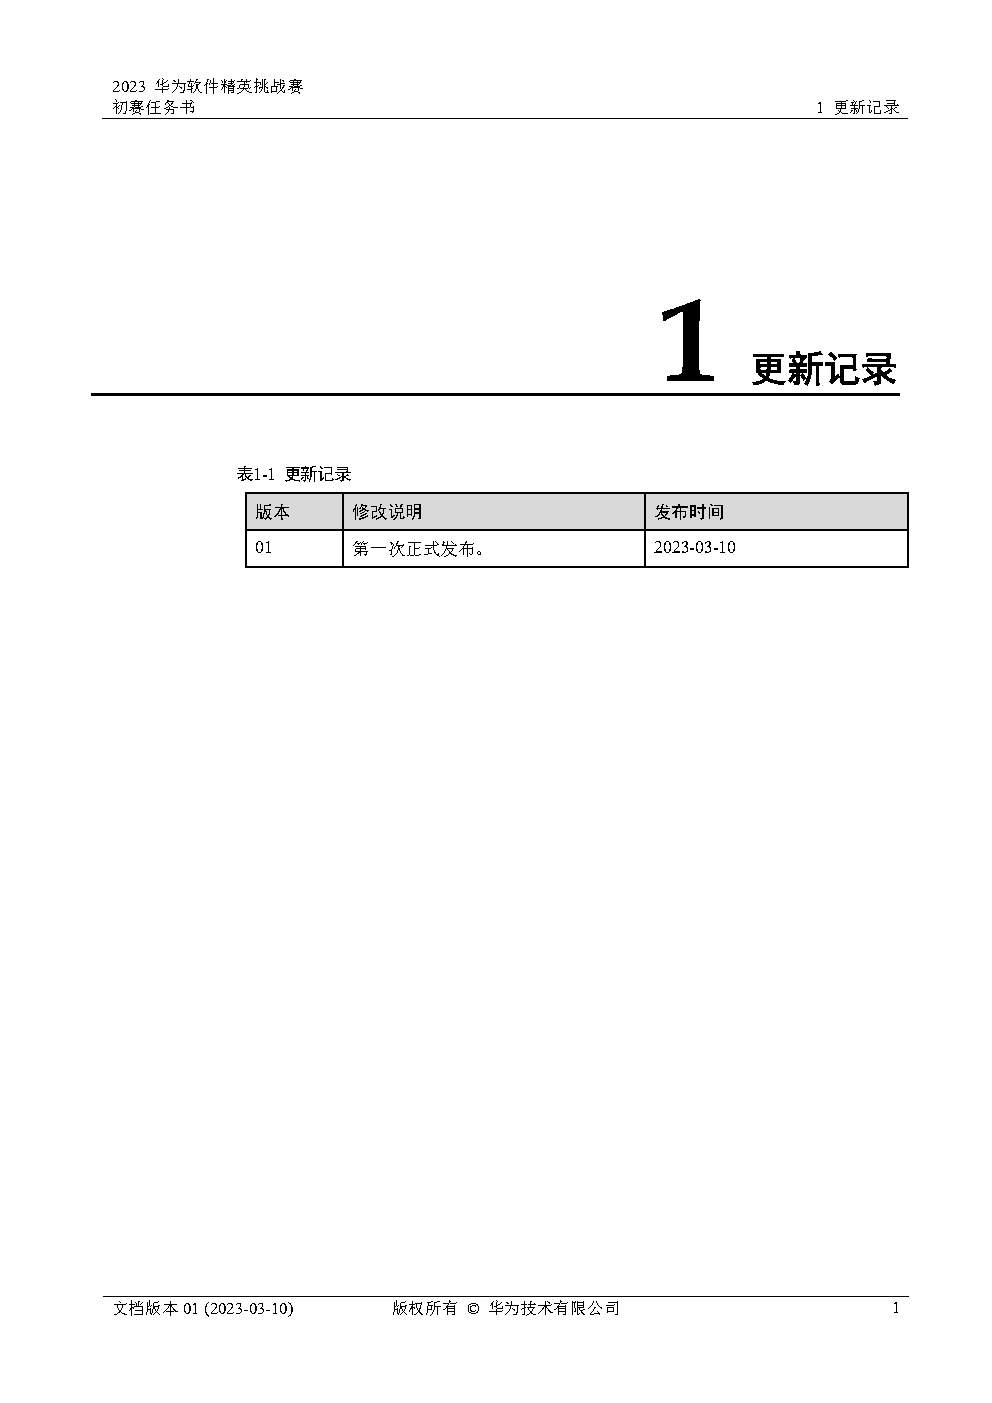 2023 华为软件精英挑战赛
初赛任务书
1 更新记录
1 更新记录
表1-1 更新记录
版本 修改说明 发布时间
01 第一次正式发布。 2023-03-10
文档版本 01 (2023-03-10) 版权所有 © 华为技术有限公司 1